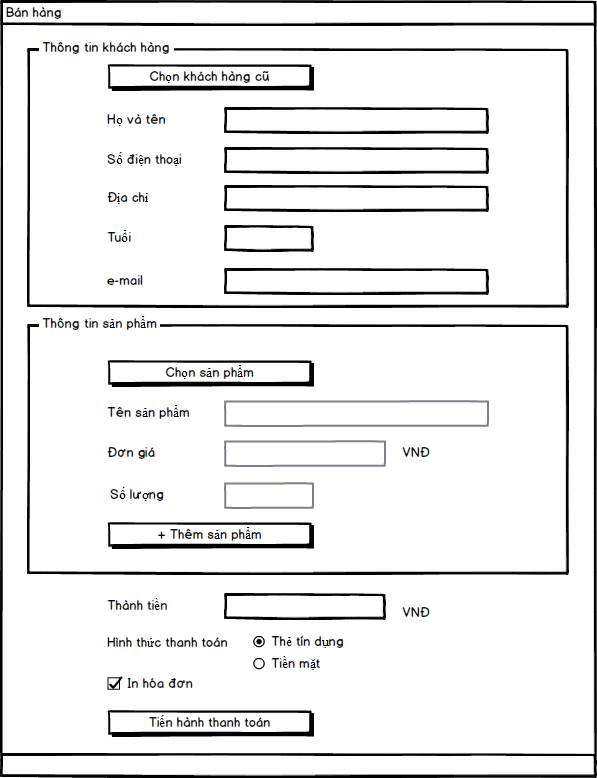 Bán hàng
Thông tin khách hàng
Chọn khách hàng cũ
Họ và tên
Số điện thoại
Địa chỉ
Tuổi
e-mail
Thông tin sản phẩm
Chọn sản phẩm
Tên sản phẩm
Đơn giá VNĐ
Số lượng
+ Thêm sản phẩm
Thành tiền VNĐ
Hình thức thanh toán Thẻ tín dụng
Tiền mặt
In hóa đơn
Tiến hành thanh toán